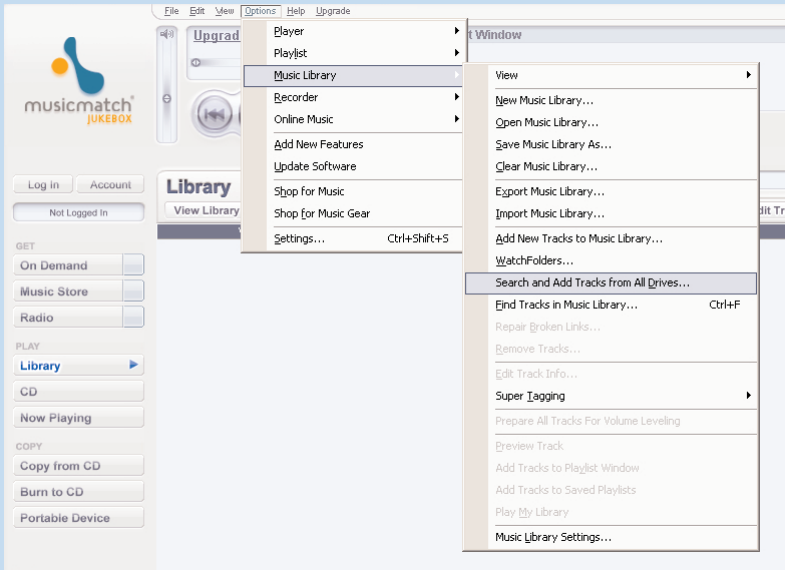 File Edit View Options Help Upgrade
musicmatch®
JUKEBOX
Log in Account
Not Logged In
GET
On Demand
Music Store
Radio
PLAY
Library
CD
Now Playing
COPY
Copy from CD
Burn to CD
Portable Device
Upgrad
t Window
Library
View Library
dit Tr
Player
Playlist
Music Library
Recorder
Online Music
Add New Features
Update Software
Shop for Music
Shop for Music Gear
Settings... Ctrl+Shift+S
View
New Music Library...
Open Music Library...
Save Music Library As...
Clear Music Library...
Export Music Library...
Import Music Library...
Add New Tracks to Music Library...
WatchFolders...
Search and Add Tracks from All Drives...
Find Tracks in Music Library... Ctrl+F
Repair Broken Links...
Remove Tracks...
Edit Track Info...
Super Tagging
Prepare All Tracks For Volume Leveling
Preview Track
Add Tracks to Playlist Window
Add Tracks to Saved Playlists
Play My Library
Music Library Settings...